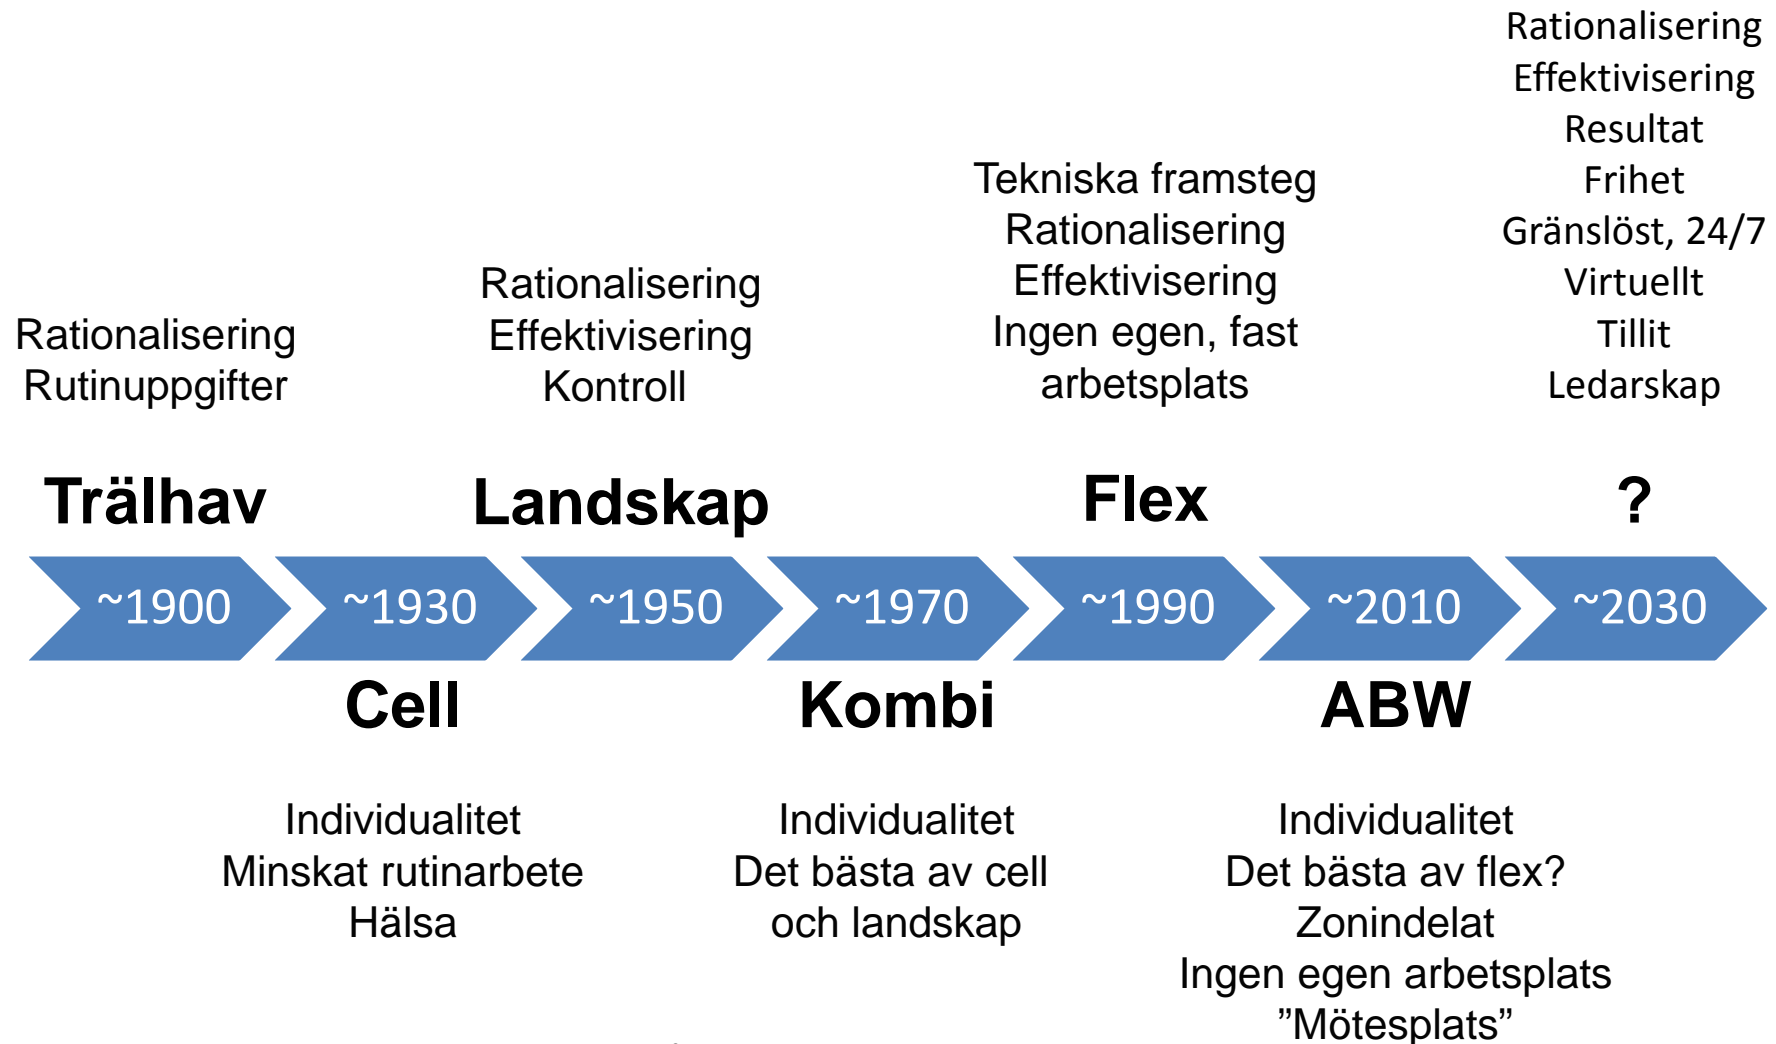 Rationalisering
Rutinuppgifter
Trälhav
~1900
~1930
Cell
Individualitet
Minskat rutinarbete
Hälsa
Rationalisering
Effektivisering
Kontroll
Landskap
~1950
~1970
Kombi
Individualitet
Det bästa av cell
och landskap
Tekniska framsteg
Rationalisering
Effektivisering
Ingen egen, fast
arbetsplats
Flex
~1990
~2010
ABW
Individualitet
Det bästa av flex?
Zonindelat
Ingen egen arbetsplats
”Mötesplats”
Rationalisering
Effektivisering
Resultat
Frihet
Gränslöst, 24/7
Virtuellt
Tillit
Ledarskap
?
~2030